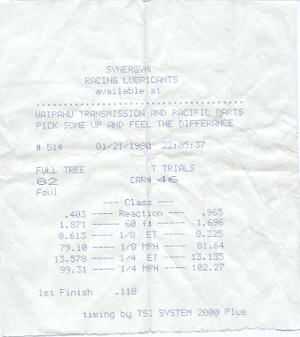 SYNERGYN
RACING LUBRICANTS
available at
WAIPAHU TRANSMISSION AND PACIFIC PARTS
PICK SOME UP AND FEEL THE DIFFERANCE
# 514 01/21/1980 22:05:37
FULL TREE T TRIALS
82 CAR# 46
Foul
--- Class ---
.403 ---- Reaction ---- .965
1.871 ---- 60 ft ---- 1.696
8.613 ---- 1/8 ET ---- 8.325
79.10 ---- 1/8 MPH ---- 81.64
13.578 ---- 1/4 ET ---- 13.135
99.31 ---- 1/4 MPH ---- 102.27
1st Finish .118
timing by TSI SYSTEM 2000 Plus